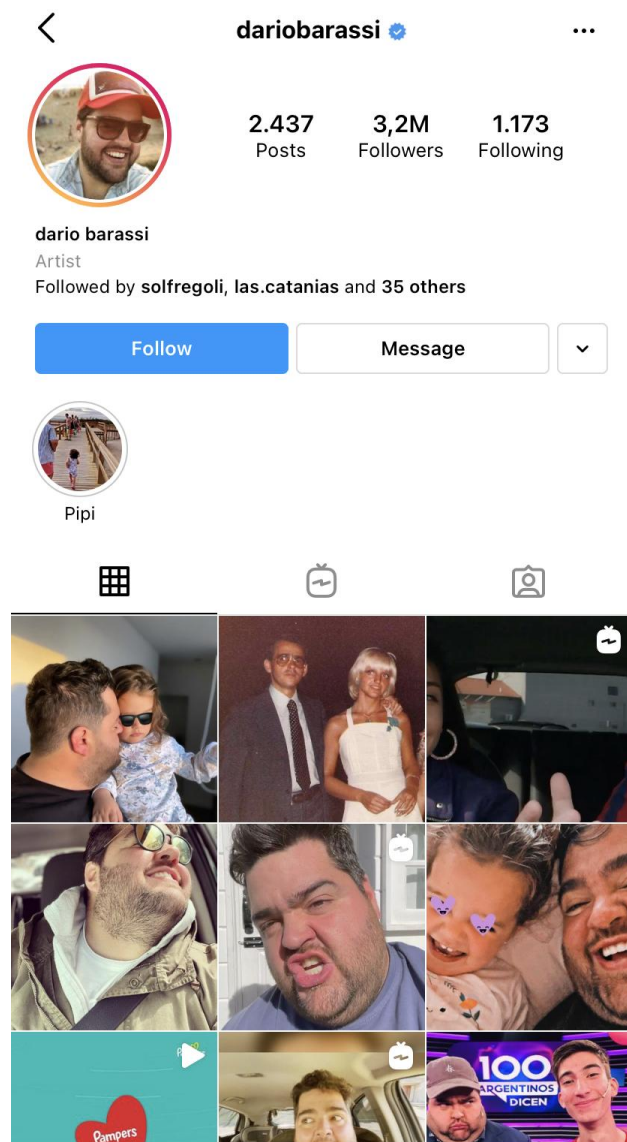 dariobarassi
2.437
Posts
3,2M
Followers
1.173
Following
dario barassi
Artist
Followed by solfregoli, las.catanias and 35 others
Follow
Message
Pipi
Pampers
100
ARGENTINOS
DICEN